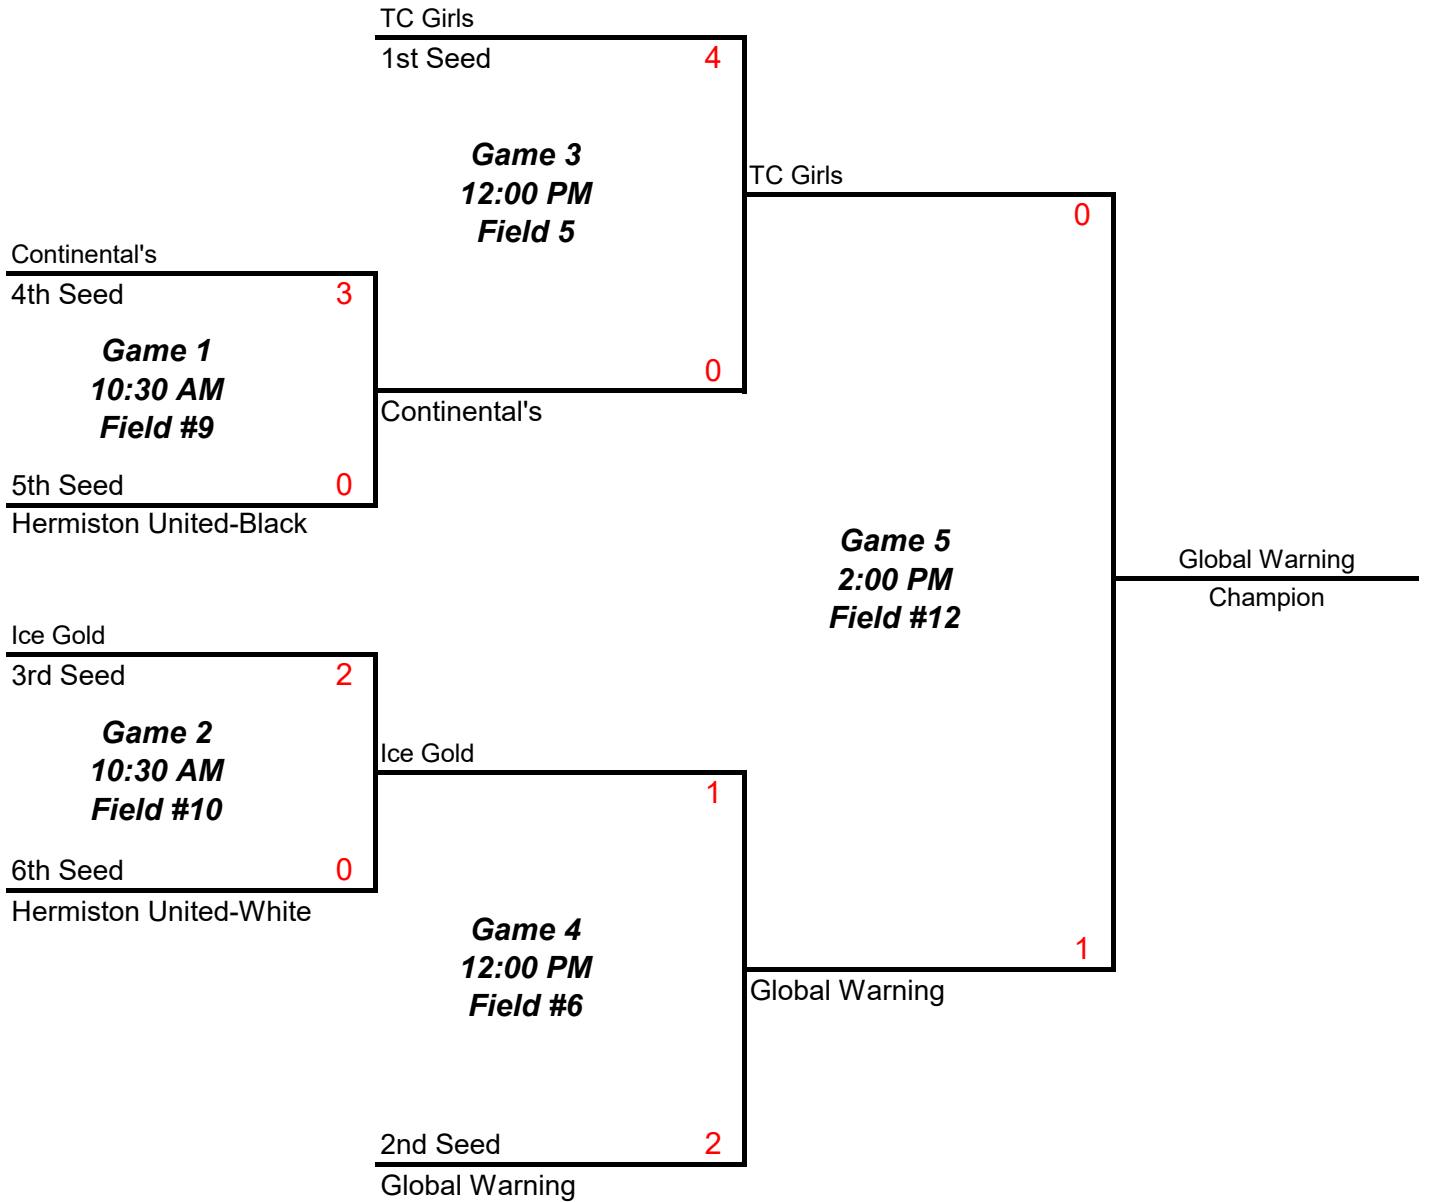 TC Girls
1st Seed 4
Game 3
12:00 PM
Field 5
TC Girls
0
Continental's
4th Seed 3
Game 1
10:30 AM
Field #9
0
Continental's
5th Seed 0
Hermiston United-Black
Game 5
2:00 PM
Field #12
Global Warning
Champion
Ice Gold
3rd Seed 2
Game 2
10:30 AM
Field #10
Ice Gold
1
6th Seed 0
Hermiston United-White
Game 4
12:00 PM
Field #6
1
Global Warning
2nd Seed 2
Global Warning